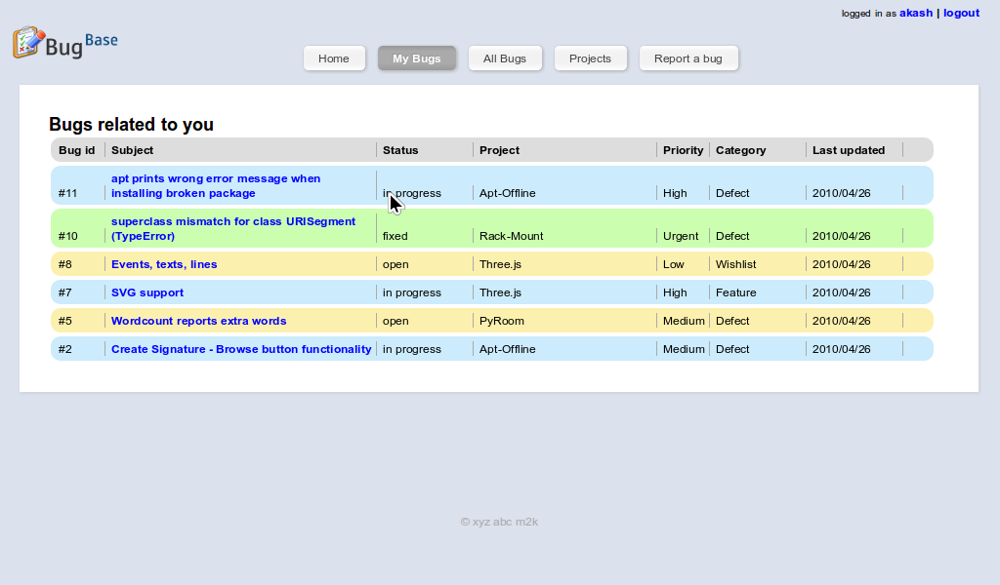 logged in as akash | logout
Bug Base
Home My Bugs All Bugs Projects Report a bug
Bugs related to you
Bug id Subject Status Project Priority Category Last updated
apt prints wrong error message when
#11 installing broken package in progress Apt-Offline High Defect 2010/04/26
superclass mismatch for class URISegment
#10 (TypeError) fixed Rack-Mount Urgent Defect 2010/04/26
#8 Events, texts, lines open Three.js Low Wishlist 2010/04/26
#7 SVG support in progress Three.js High Feature 2010/04/26
#5 Wordcount reports extra words open PyRoom Medium Defect 2010/04/26
#2 Create Signature - Browse button functionality in progress Apt-Offline Medium Defect 2010/04/26
© xyz abc m2k